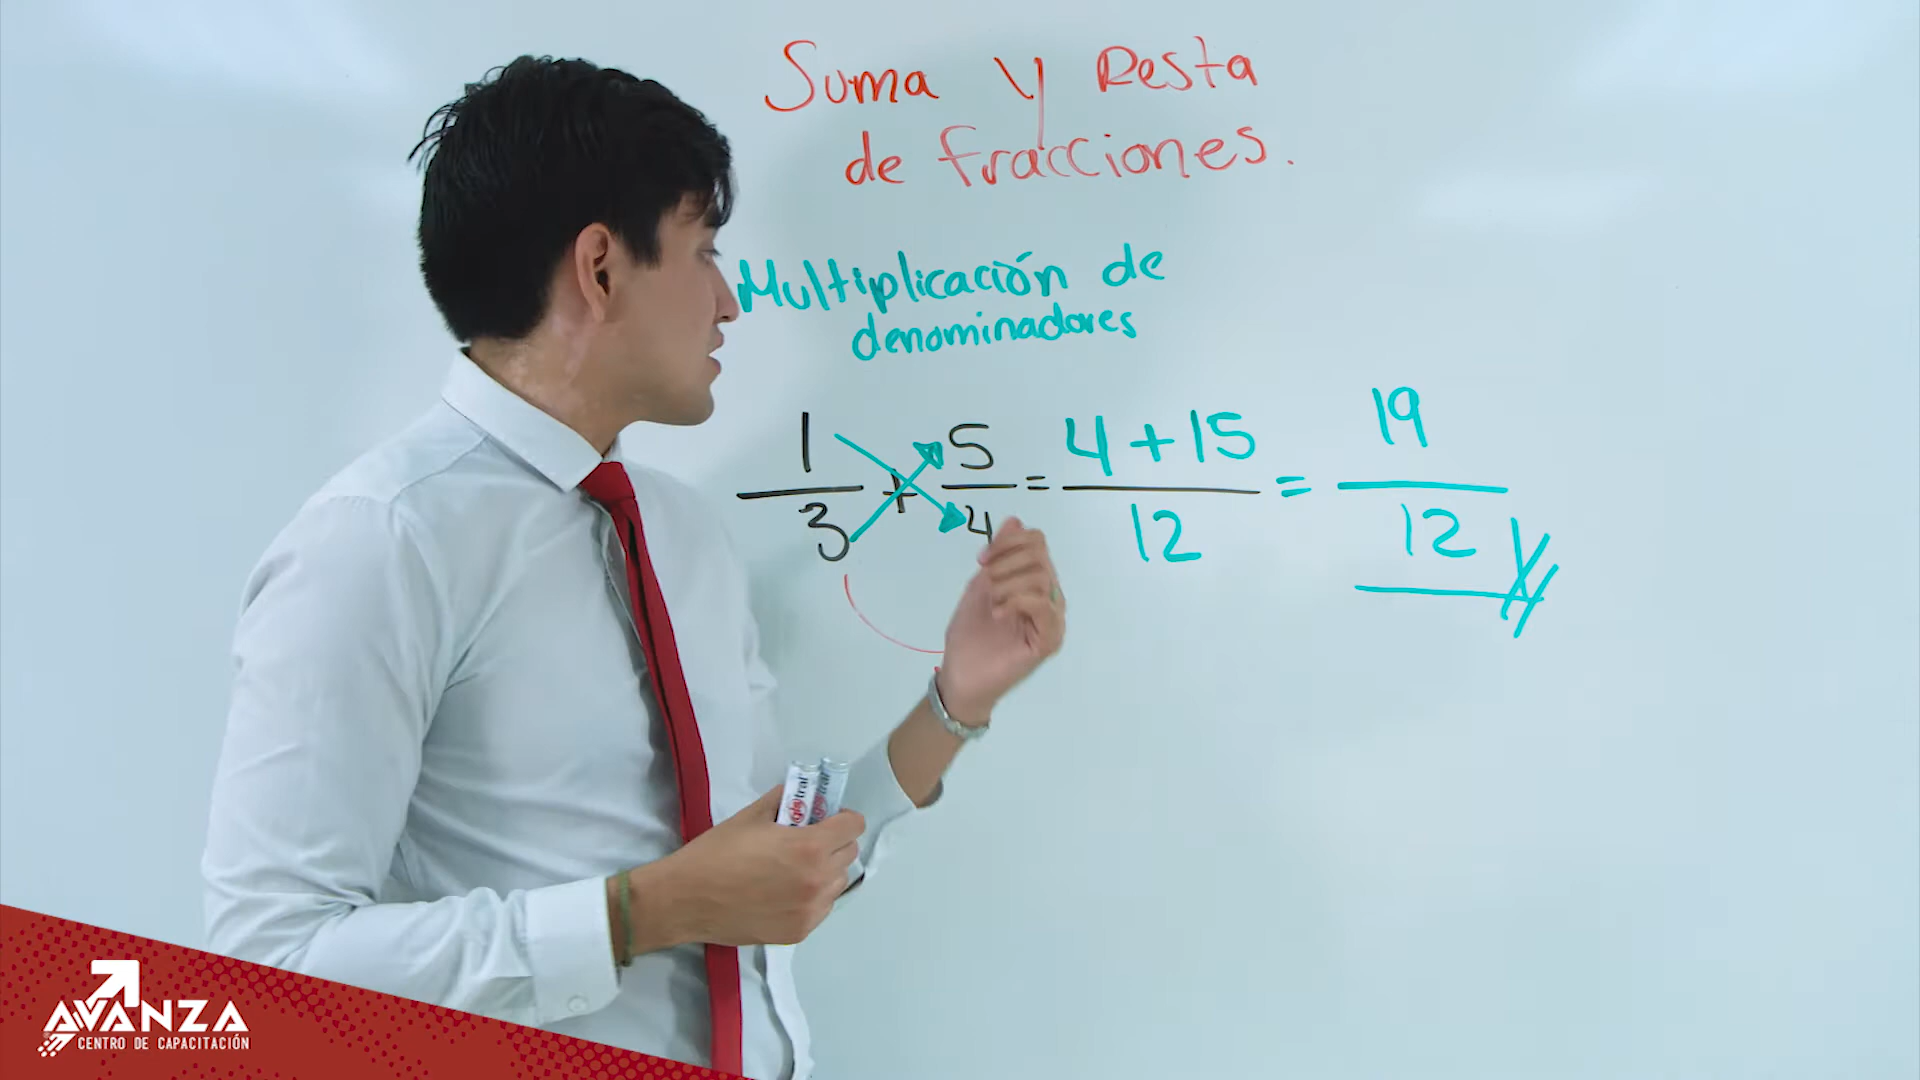 Suma y Resta
de fracciones.
Multiplicación de
denominadores
1/3 + 5/4 = 4+15/12 = 19/12
AVANZA
CENTRO DE CAPACITACIÓN